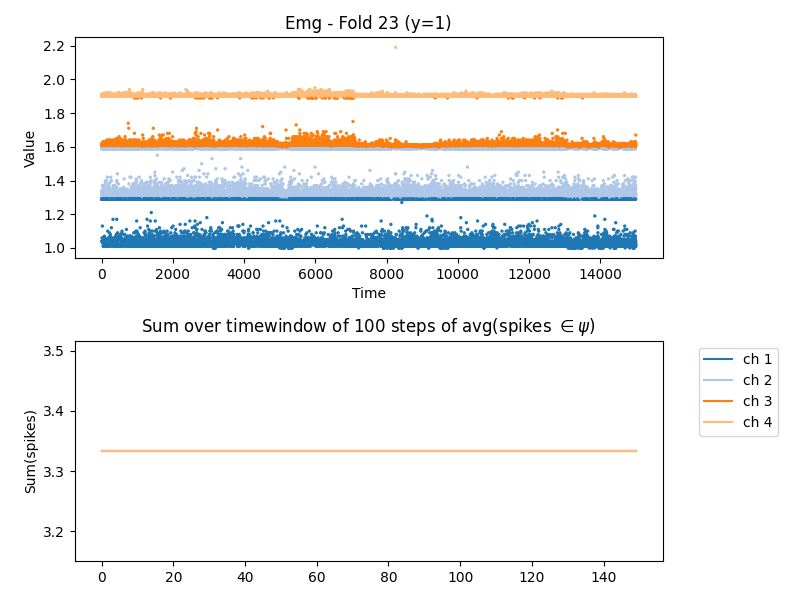 Emg - Fold 23 (y=1)
Value
2.2
2.0
1.8
1.6
1.4
1.2
1.0
0 2000 4000 6000 8000 10000 12000 14000
Time
Sum over timewindow of 100 steps of avg(spikes ∈ ψ)
Sum(spikes)
3.5
3.4
3.3
3.2
0 20 40 60 80 100 120 140
ch 1
ch 2
ch 3
ch 4